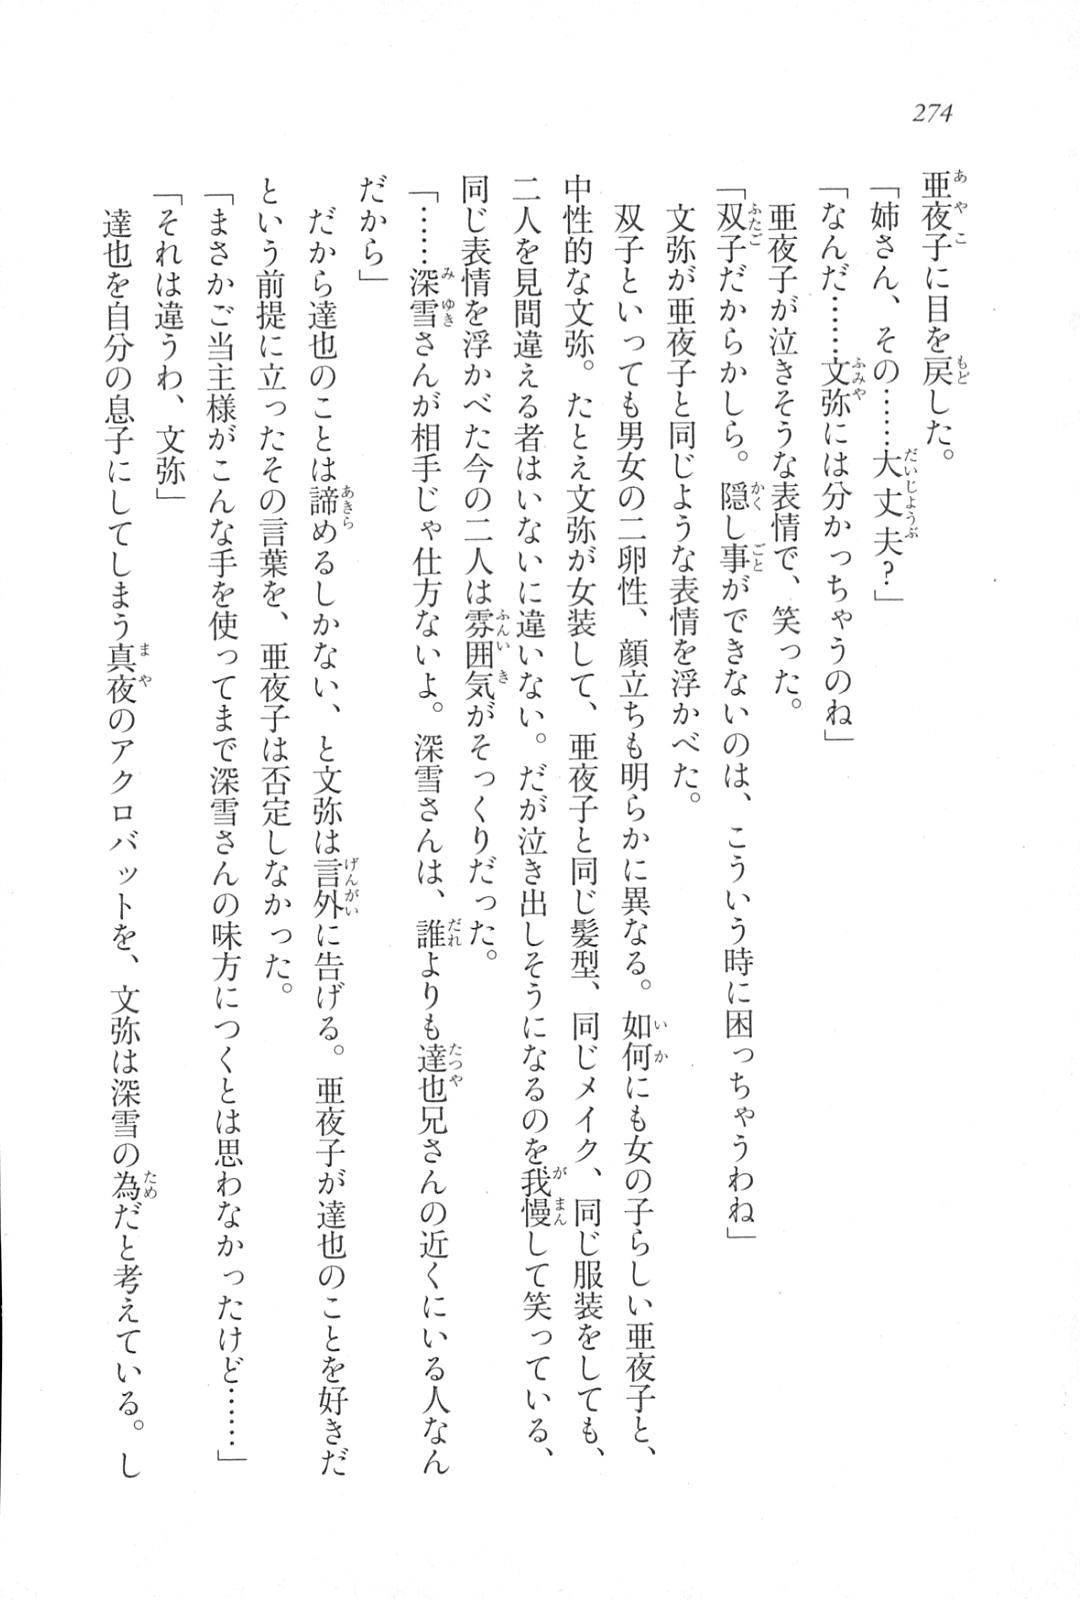 274
亜夜子に目を戻した。
「姉さん、その……大丈夫？」
「なんだ……文弥には分かっちゃうのね」
亜夜子が泣きそうな表情で、笑った。
「双子だからかしら。隠し事ができないのは、こういう時に困っちゃうわね」
文弥が亜夜子と同じような表情を浮かべた。
双子といっても男女の二卵性、顔立ちも明らかに異なる。如何にも女の子らしい亜夜子と、
中性的な文弥。たとえ文弥が女装して、亜夜子と同じ髪型、同じメイク、同じ服装をしても、
二人を見間違える者はいないに違いない。だが泣き出しそうになるのを我慢して笑っている、
同じ表情を浮かべた今の二人は雰囲気がそっくりだった。
「……深雪さんが相手じゃ仕方ないよ。深雪さんは、誰よりも達也兄さんの近くにいる人なん
だから」
だから達也のことは諦めるしかない、と文弥は言外に告げる。亜夜子が達也のことを好きだ
という前提に立ったその言葉を、亜夜子は否定しなかった。
「まさかご当主様がこんな手を使ってまで深雪さんの味方につくとは思わなかったけど……」
「それは違うわ、文弥」
達也を自分の息子にしてしまう真夜のアクロバットを、文弥は深雪の為だと考えている。し